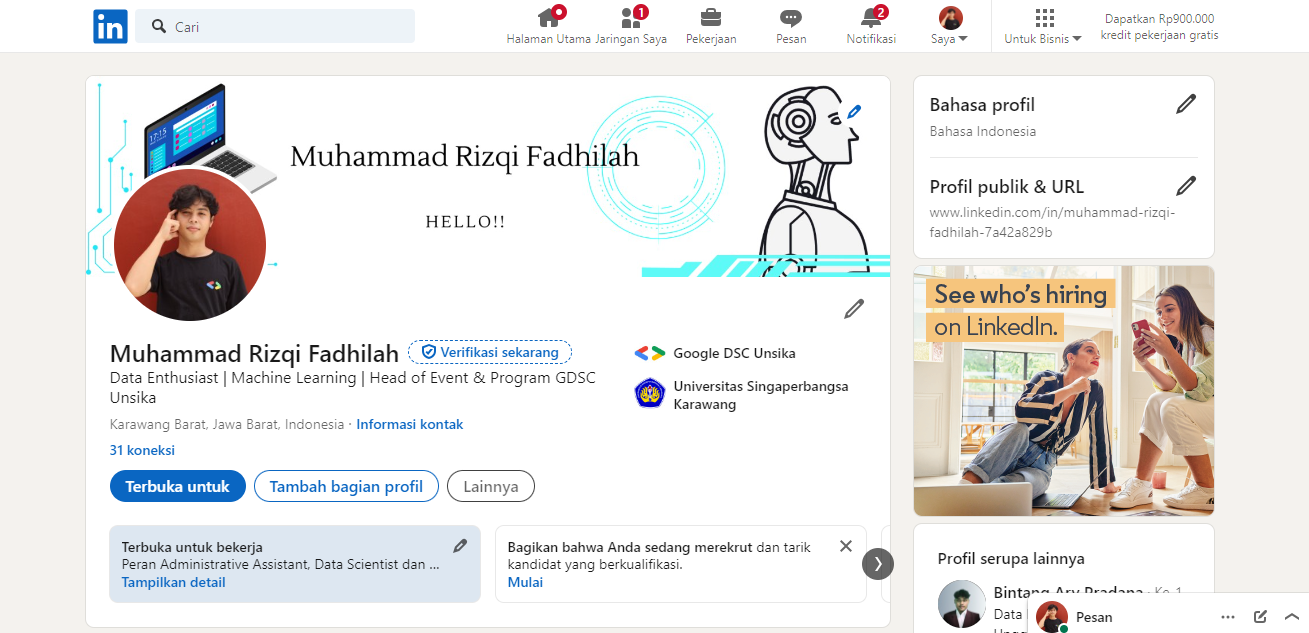 in
Cari
Halaman Utama
1
Jaringan Saya
Pekerjaan
Pesan
2
Notifikasi
Saya
Untuk Bisnis
Dapatkan Rp900.000
kredit pekerjaan gratis
17:15
Muhammad Rizqi Fadhilah
HELLO!!
Muhammad Rizqi Fadhilah
Verifikasi sekarang
Data Enthusiast | Machine Learning | Head of Event & Program GDSC
Unsika
Karawang Barat, Jawa Barat, Indonesia · Informasi kontak
31 koneksi
Google DSC Unsika
Universitas Singaperbangsa
Karawang
Terbuka untuk
Tambah bagian profil
Lainnya
Terbuka untuk bekerja
Peran Administrative Assistant, Data Scientist dan ...
Tampilkan detail
Bagikan bahwa Anda sedang merekrut dan tarik
kandidat yang berkualifikasi.
Mulai
Bahasa profil
Bahasa Indonesia
Profil publik & URL
www.linkedin.com/in/muhammad-rizqi-
fadhilah-7a42a829b
See who's hiring
on LinkedIn.
Profil serupa lainnya
Bintang Ary Pradana · Ke-1
Data
Pesan